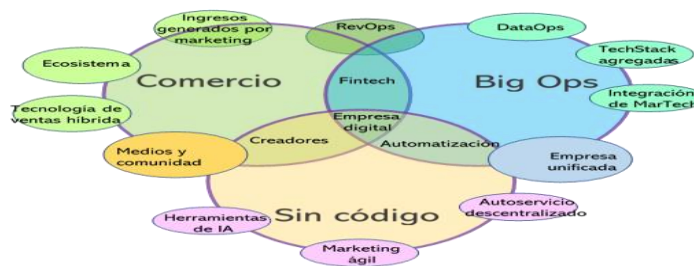 Ingresos
generados por
marketing
RevOps
DataOps
Ecosistema
TechStack
agregadas
Comercio
Fintech
Big Ops
Tecnología de
ventas híbrida
Integración
de MarTech
Empresa
digital
Creadores
Automatización
Medios y
comunidad
Empresa
unificada
Herramientas
de IA
Sin código
Autoservicio
descentralizado
Marketing
ágil